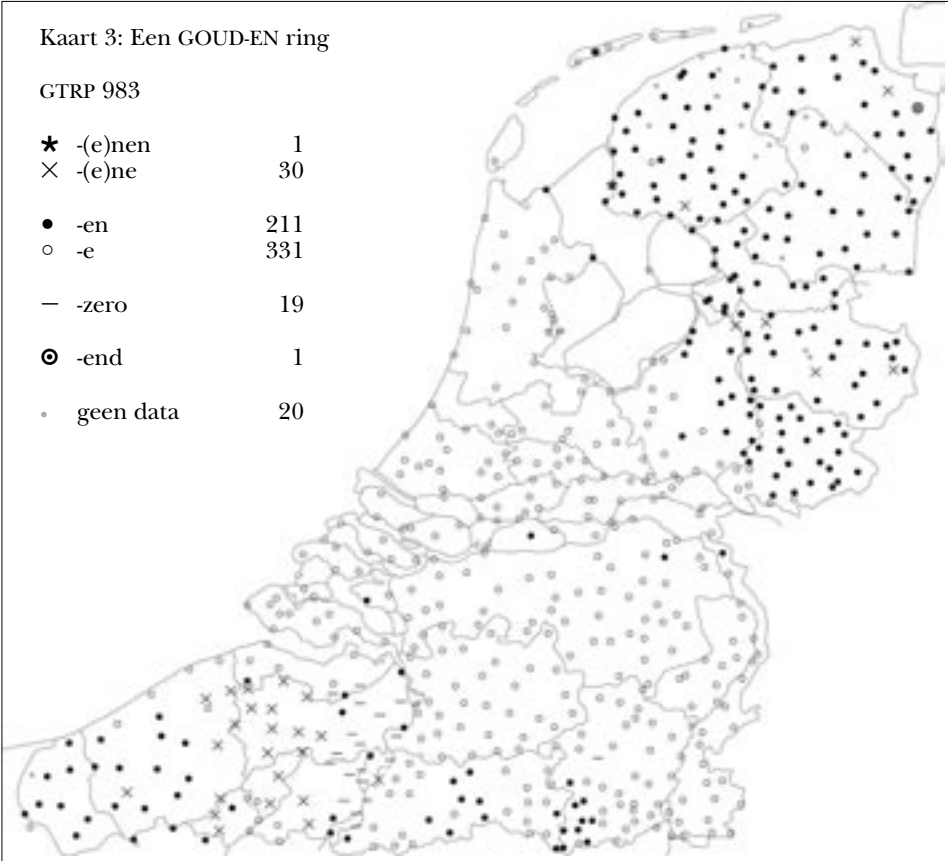 Kaart 3: Een GOUD-EN ring
GTRP 983
-(e)nen 1
-(e)ne 30
-en 211
-e 331
-zero 19
-end 1
geen data 20